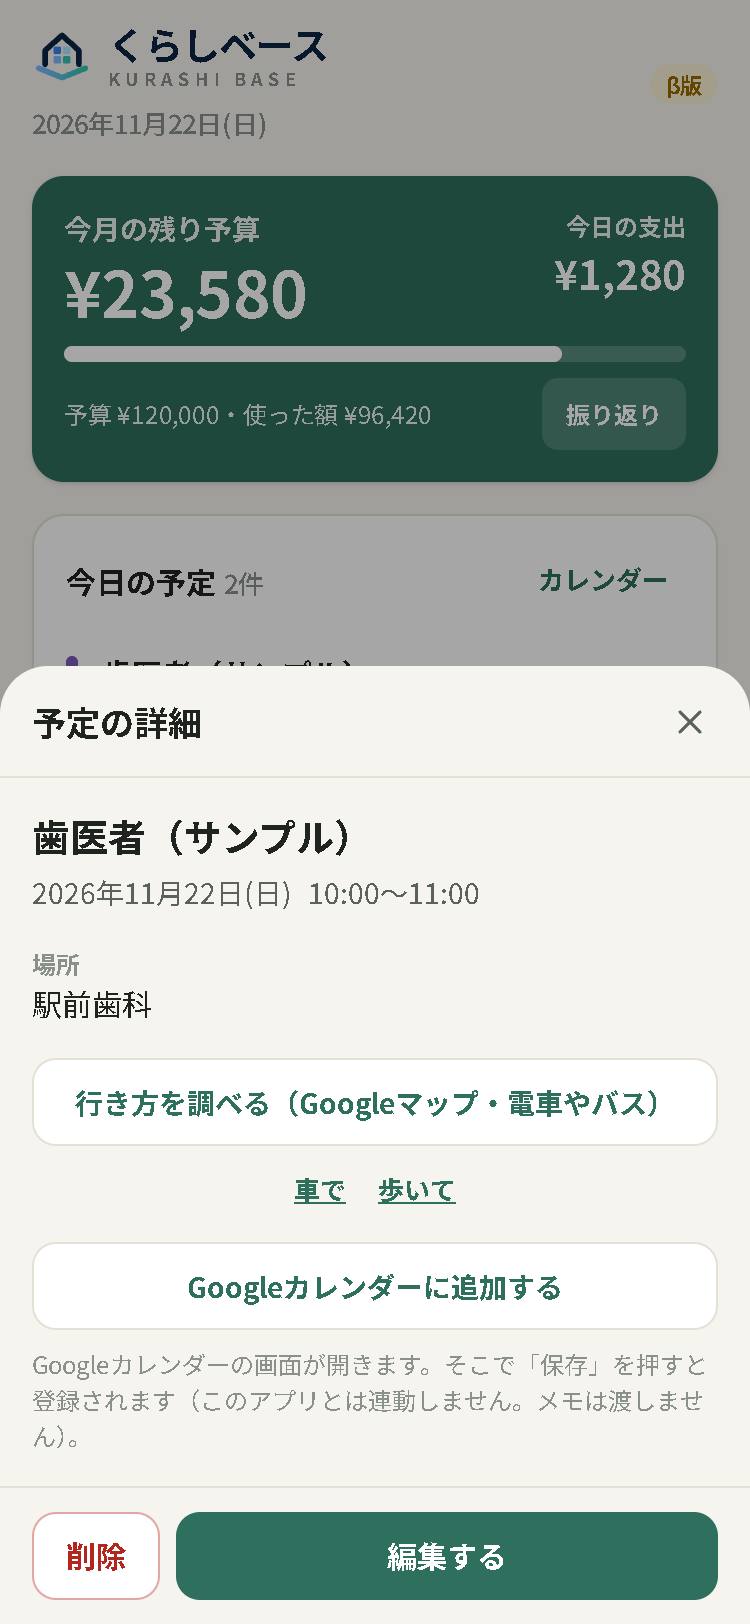 くらしベース
KURASHI BASE
β版
2026年11月22日(日)
今月の残り予算
今日の支出
¥23,580
¥1,280
予算 ¥120,000・使った額 ¥96,420
振り返り
今日の予定 2件
カレンダー
歯医者（サンプル）
予定の詳細
歯医者（サンプル）
2026年11月22日(日) 10:00〜11:00
場所
駅前歯科
行き方を調べる（Googleマップ・電車やバス）
車で 歩いて
Googleカレンダーに追加する
Googleカレンダーの画面が開きます。そこで「保存」を押すと
登録されます（このアプリとは連動しません。メモは渡しませ
ん）。
削除
編集する